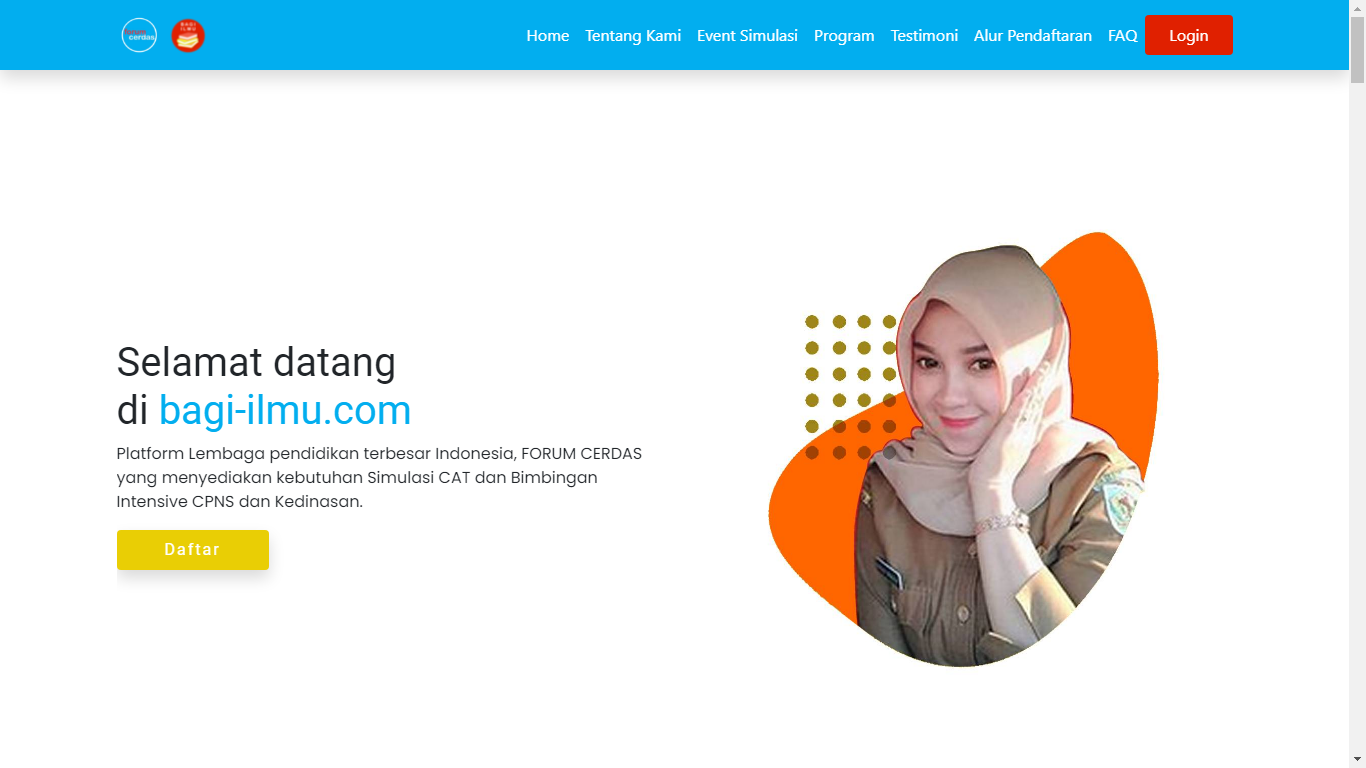 forum
cerdas
BAGI
ILMU
Home
Tentang Kami
Event Simulasi
Program
Testimoni
Alur Pendaftaran
FAQ
Login
Selamat datang
di bagi-ilmu.com
Platform Lembaga pendidikan terbesar Indonesia, FORUM CERDAS
yang menyediakan kebutuhan Simulasi CAT dan Bimbingan
Intensive CPNS dan Kedinasan.
Daftar